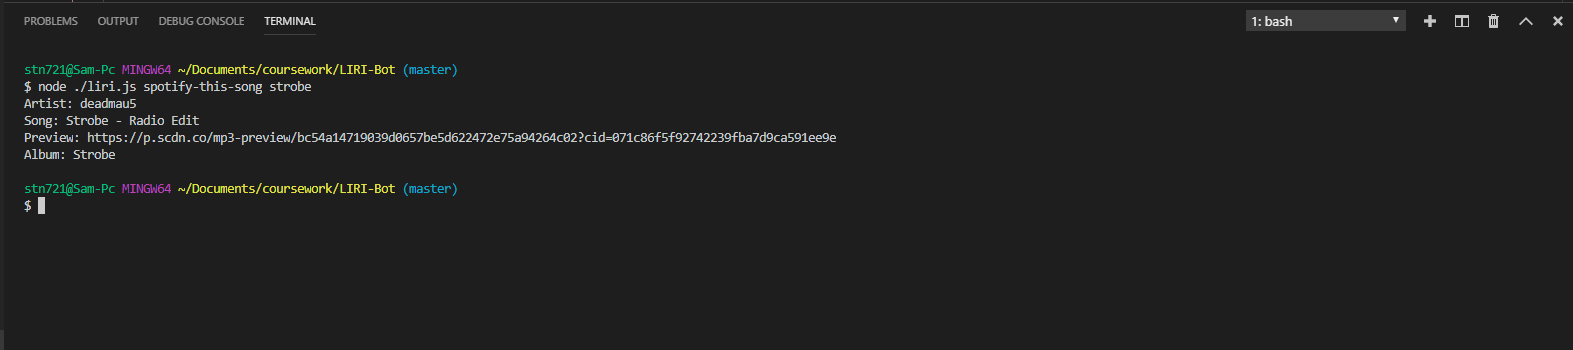 PROBLEMS OUTPUT DEBUG CONSOLE TERMINAL 1: bash
stn721@Sam-Pc MINGW64 ~/Documents/coursework/LIRI-Bot (master)
$ node ./liri.js spotify-this-song strobe
Artist: deadmau5
Song: Strobe - Radio Edit
Preview: https://p.scdn.co/mp3-preview/bc54a14719039d0657be5d622472e75a94264c02?cid=071c86f5f92742239fba7d9ca591ee9e
Album: Strobe
stn721@Sam-Pc MINGW64 ~/Documents/coursework/LIRI-Bot (master)
$